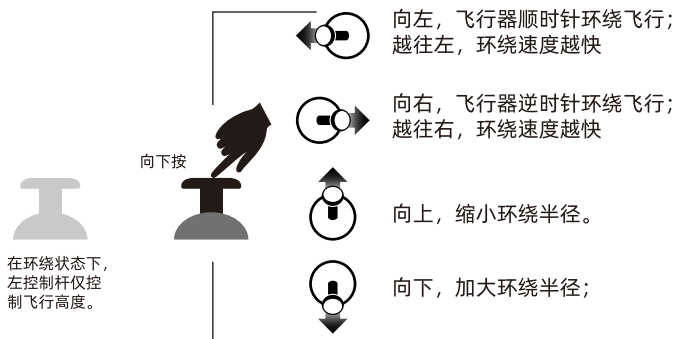 向左，飞行器顺时针环绕飞行；
越往左，环绕速度越快
向右，飞行器逆时针环绕飞行；
越往右，环绕速度越快
向下按
向上，缩小环绕半径。
在环绕状态下，
左控制杆仅控
制飞行高度。
向下，加大环绕半径；